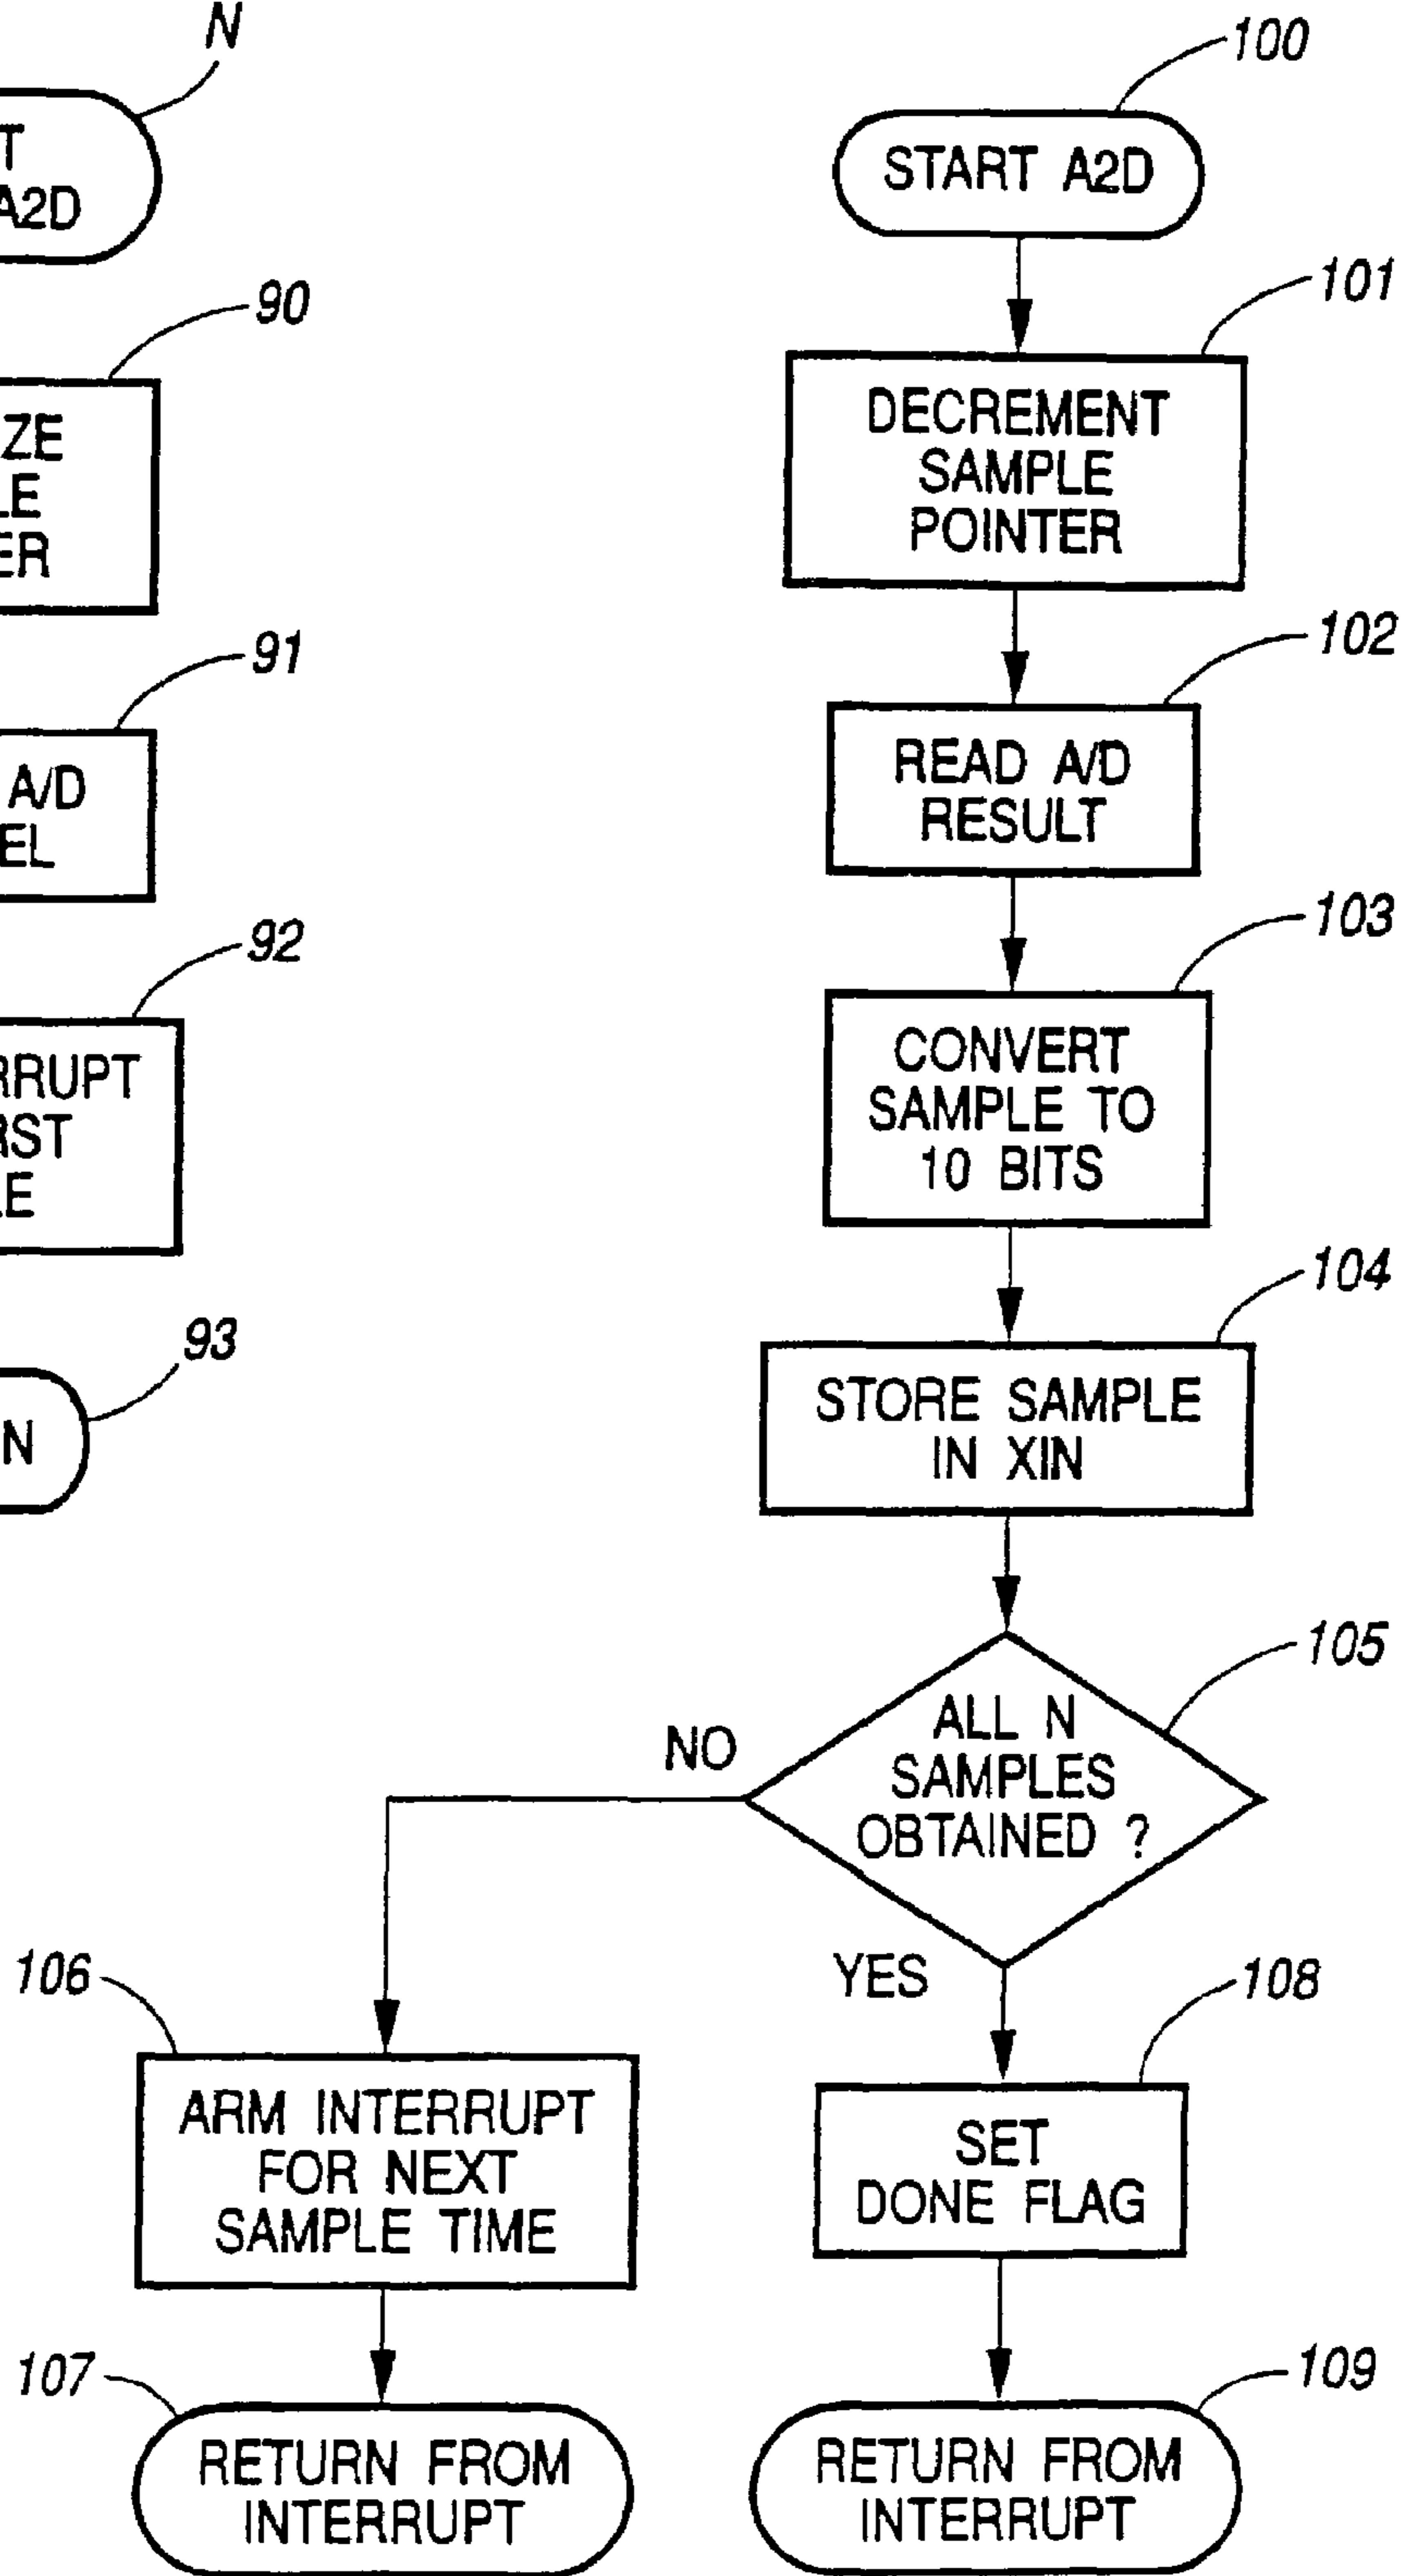 N
T
A2D
90
ZE
LE
ER
91
A/D
EL
92
RRUPT
RST
LE
93
N
100
START A2D
101
DECREMENT
SAMPLE
POINTER
102
READ A/D
RESULT
103
CONVERT
SAMPLE TO
10 BITS
104
STORE SAMPLE
IN XIN
105
ALL N
SAMPLES
OBTAINED ?
NO
YES
106
ARM INTERRUPT
FOR NEXT
SAMPLE TIME
107
RETURN FROM
INTERRUPT
108
SET
DONE FLAG
109
RETURN FROM
INTERRUPT